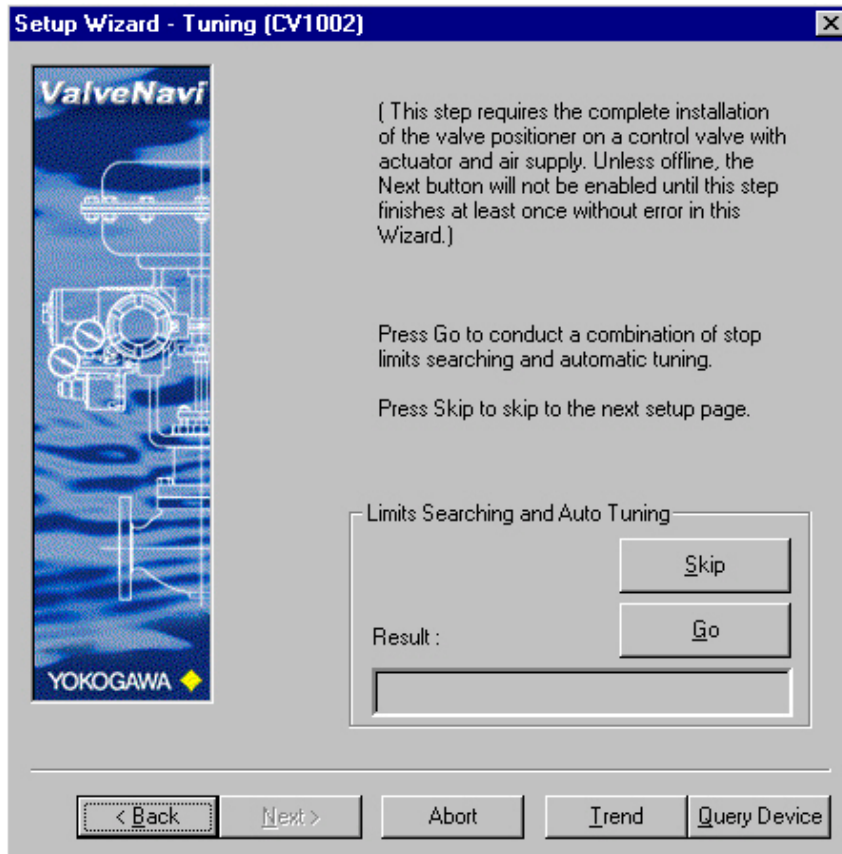 Setup Wizard - Tuning (CV1002)
ValveNavi
( This step requires the complete installation
of the valve positioner on a control valve with
actuator and air supply. Unless offline, the
Next button will not be enabled until this step
finishes at least once without error in this
Wizard.)
Press Go to conduct a combination of stop
limits searching and automatic tuning.
Press Skip to skip to the next setup page.
Limits Searching and Auto Tuning
Skip
Go
Result :
YOKOGAWA
< Back
Next >
Abort
Trend
Query Device